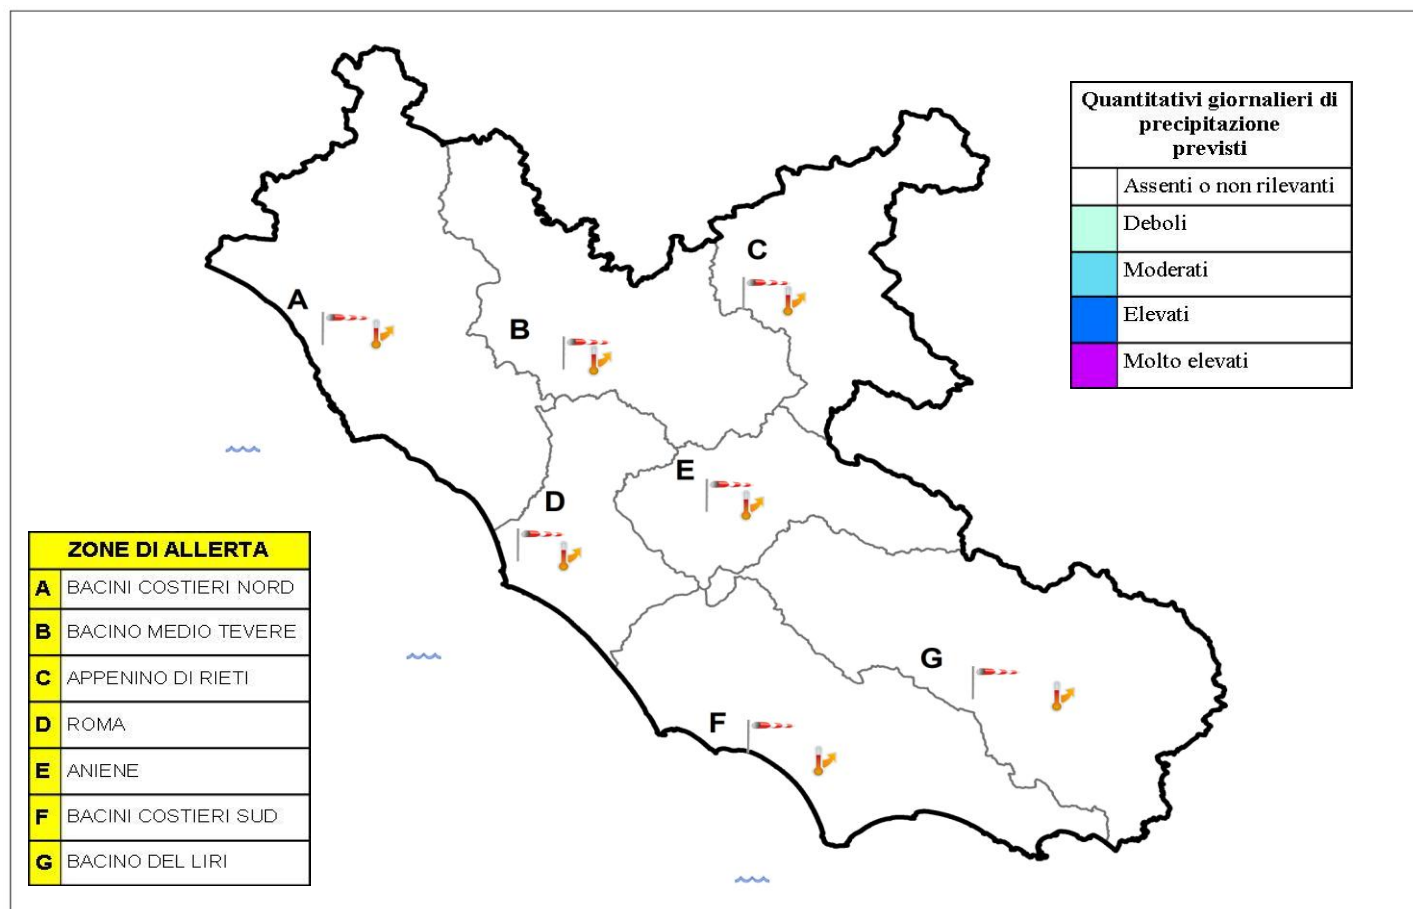 Quantitativi giornalieri di
precipitazione
previsti
Assenti o non rilevanti
Deboli
Moderati
Elevati
Molto elevati
C
A
B
E
D
G
F
ZONE DI ALLERTA
A BACINI COSTIERI NORD
B BACINO MEDIO TEVERE
C APPENINO DI RIETI
D ROMA
E ANIENE
F BACINI COSTIERI SUD
G BACINO DEL LIRI